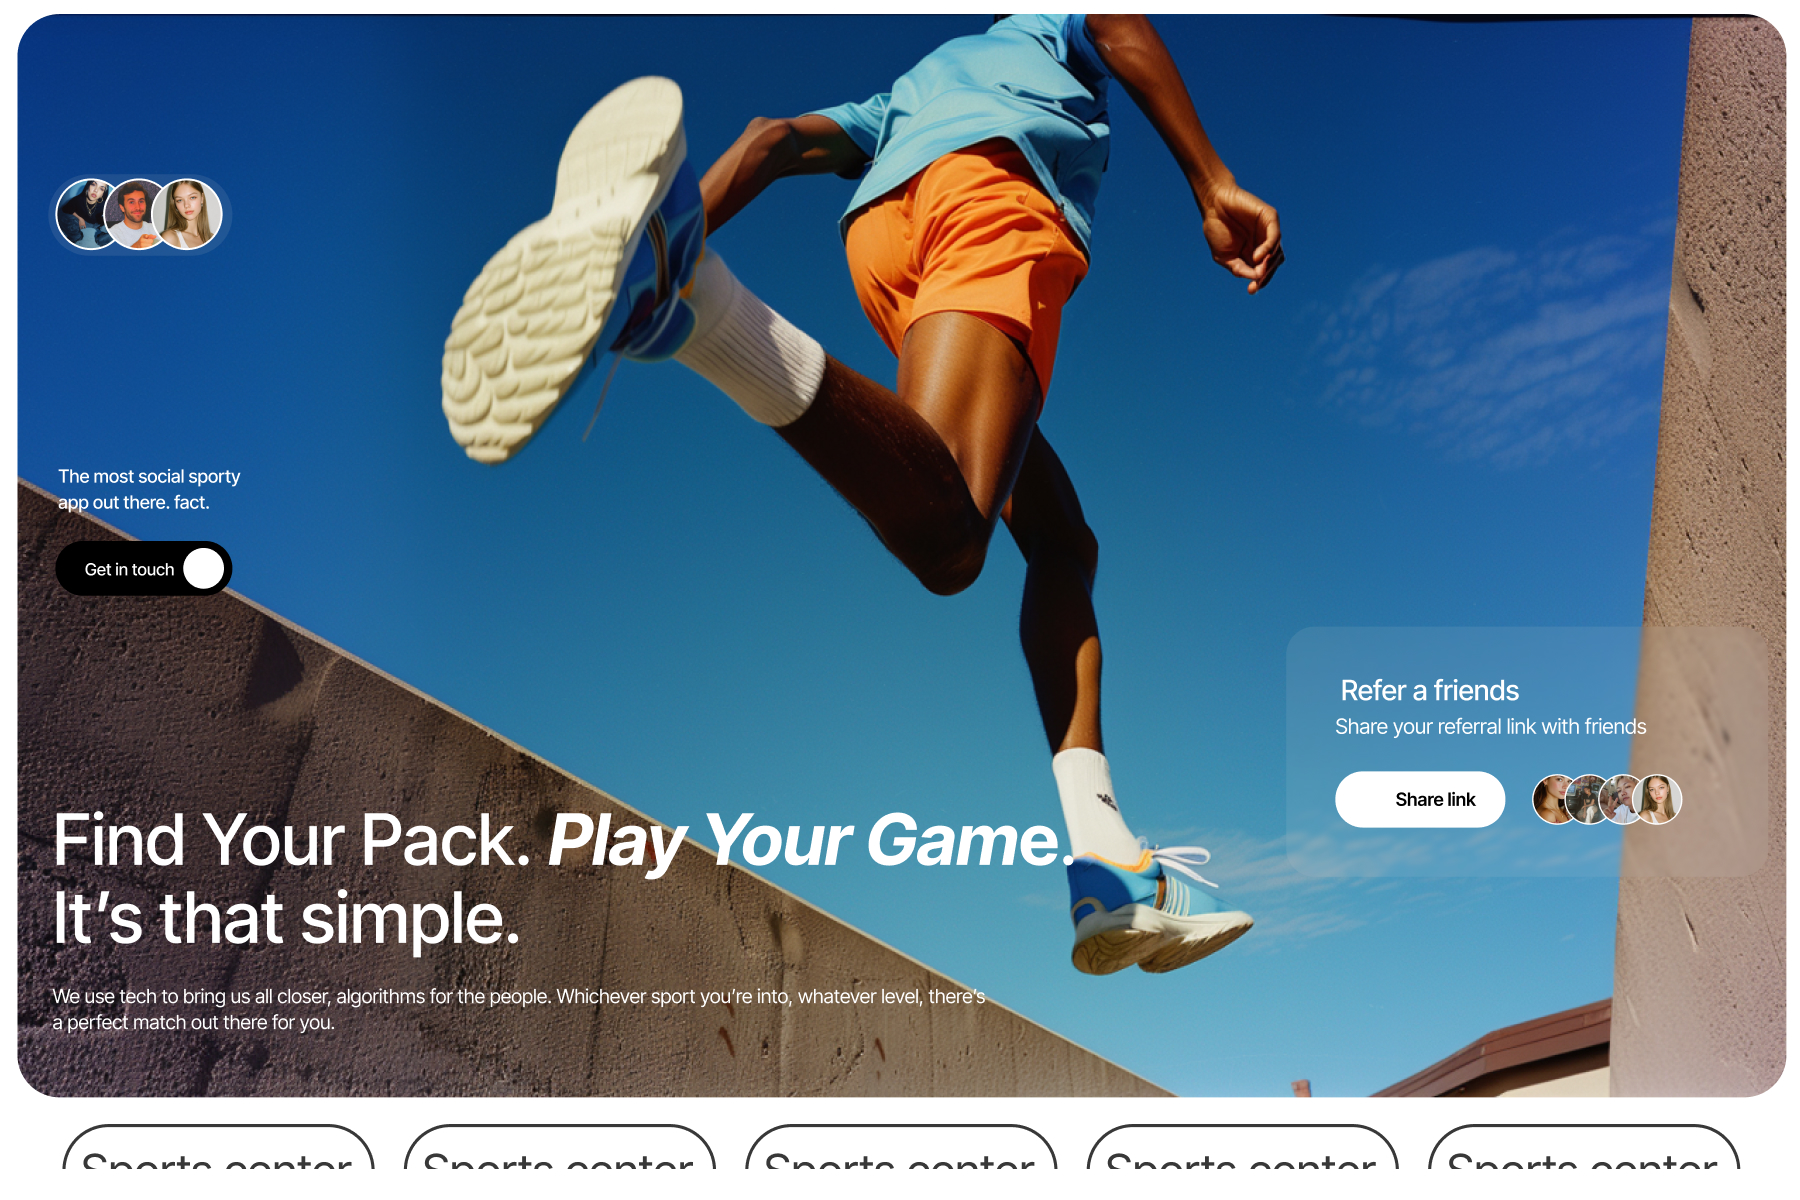 The most social sporty
app out there. fact.
Get in touch
Refer a friends
Share your referral link with friends
Share link
Find Your Pack. Play Your Game.
It’s that simple.
We use tech to bring us all closer, algorithms for the people. Whichever sport you’re into, whatever level, there’s
a perfect match out there for you.
Sports center
Sports center
Sports center
Sports center
Sports center